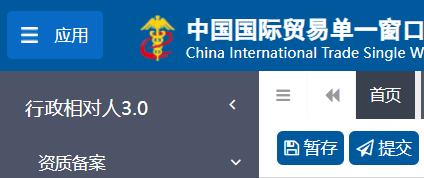 应用
中国国际贸易单一窗口
China International Trade Single W
行政相对人3.0
首页
资质备案
暂存
提交